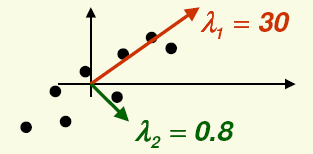 λ₁ = 30
λ₂ = 0.8